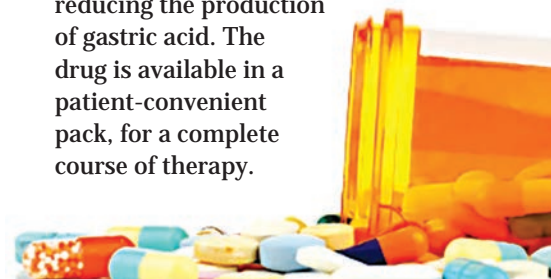 reducing the production
of gastric acid. The
drug is available in a
patient-convenient
pack, for a complete
course of therapy.